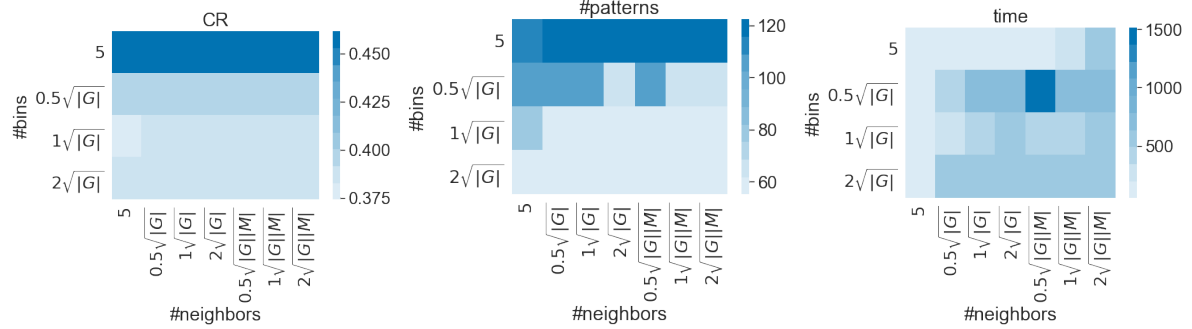 CR
#bins
5
0.5√|G|
1√|G|
2√|G|
0.450
0.425
0.400
0.375
5
0.5√|G|
1√|G|
2√|G|
0.5√|G||M|
1√|G||M|
2√|G||M|
#neighbors
#patterns
#bins
5
0.5√|G|
1√|G|
2√|G|
120
100
80
60
5
0.5√|G|
1√|G|
2√|G|
0.5√|G||M|
1√|G||M|
2√|G||M|
#neighbors
time
#bins
5
0.5√|G|
1√|G|
2√|G|
1500
1000
500
5
0.5√|G|
1√|G|
2√|G|
0.5√|G||M|
1√|G||M|
2√|G||M|
#neighbors